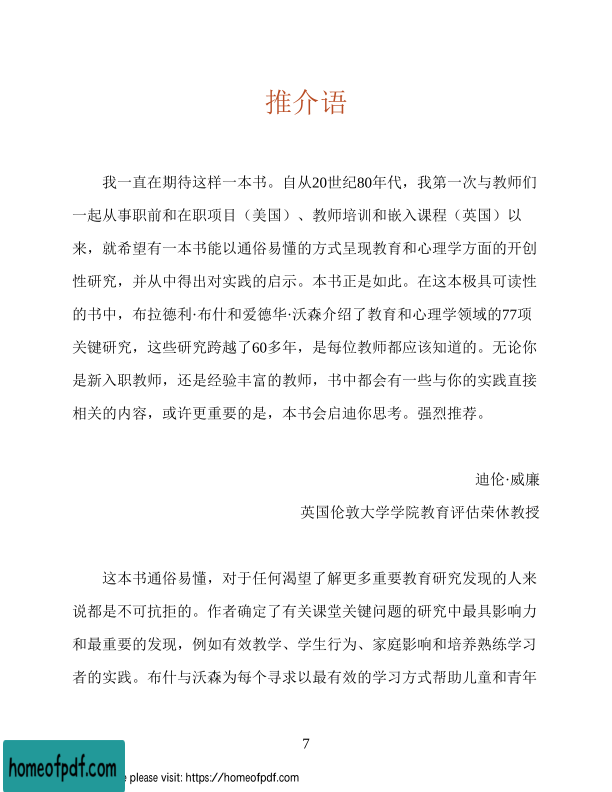 推介语
我一直在期待这样一本书。自从20世纪80年代，我第一次与教师们
一起从事职前和在职项目（美国）、教师培训和嵌入课程（英国）以
来，就希望有一本书能以通俗易懂的方式呈现教育和心理学方面的开创
性研究，并从中得出对实践的启示。本书正是如此。在这本极具可读性
的书中，布拉德利·布什和爱德华·沃森介绍了教育和心理学领域的77项
关键研究，这些研究跨越了60多年，是每位教师都应该知道的。无论你
是新入职教师，还是经验丰富的教师，书中都会有一些与你的实践直接
相关的内容，或许更重要的是，本书会启迪你思考。强烈推荐。
迪伦·威廉
英国伦敦大学学院教育评估荣休教授
这本书通俗易懂，对于任何渴望了解更多重要教育研究发现的人来
说都是不可抗拒的。作者确定了有关课堂关键问题的研究中最具影响力
和最重要的发现，例如有效教学、学生行为、家庭影响和培养熟练学习
者的实践。布什与沃森为每个寻求以最有效的学习方式帮助儿童和青年
7
homeofpdf.com
e please visit: https://homeofpdf.com